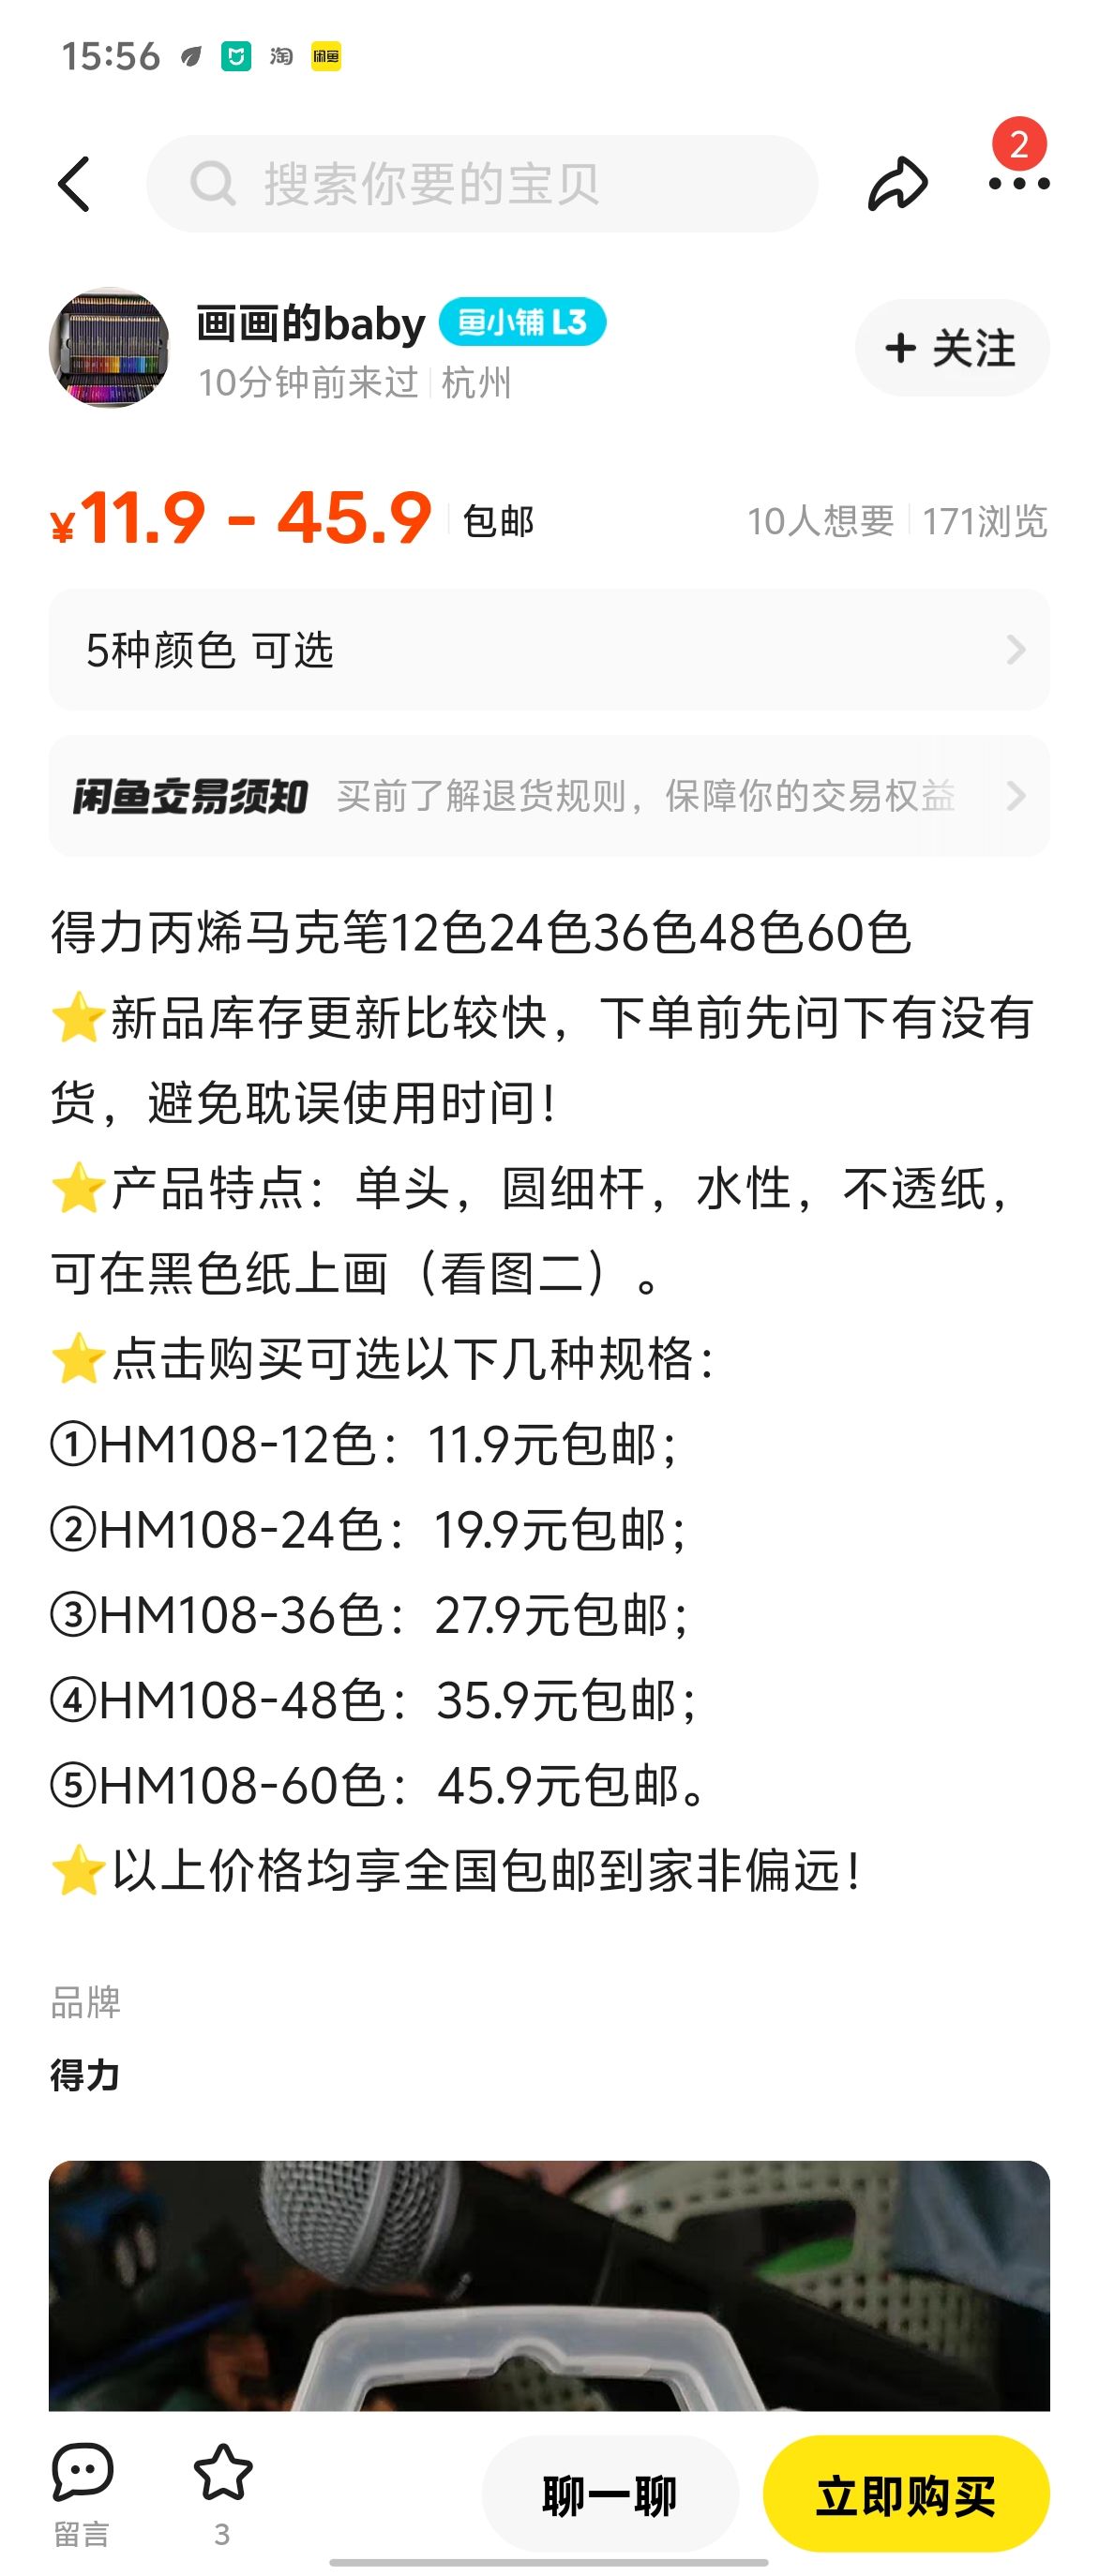 15:56 淘 闲鱼
搜索你要的宝贝
2
画画的baby 鱼小铺 L3
10分钟前来过 杭州
+ 关注
¥11.9 - 45.9 包邮
10人想要 171浏览
5种颜色 可选
闲鱼交易须知 买前了解退货规则，保障你的交易权益
得力丙烯马克笔12色24色36色48色60色
⭐新品库存更新比较快，下单前先问下有没有
货，避免耽误使用时间！
⭐产品特点：单头，圆细杆，水性，不透纸，
可在黑色纸上画（看图二）。
⭐点击购买可选以下几种规格：
①HM108-12色：11.9元包邮；
②HM108-24色：19.9元包邮；
③HM108-36色：27.9元包邮；
④HM108-48色：35.9元包邮；
⑤HM108-60色：45.9元包邮。
⭐以上价格均享全国包邮到家非偏远！
品牌
得力
留言
3
聊一聊
立即购买